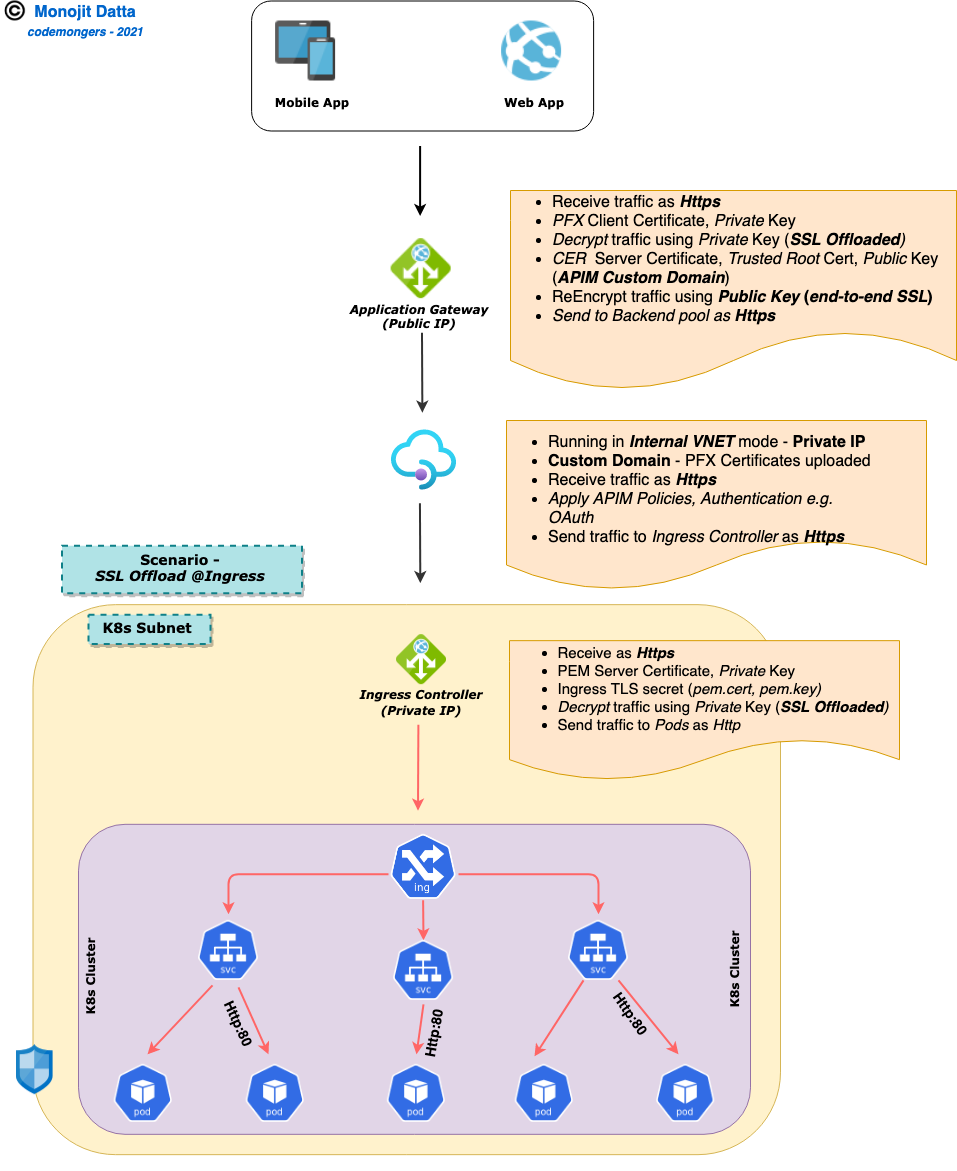 © Monojit Datta
codemongers - 2021
Mobile App
Web App
Receive traffic as Https
PFX Client Certificate, Private Key
Decrypt traffic using Private Key (SSL Offloaded)
CER  Server Certificate, Trusted Root Cert, Public Key
(APIM Custom Domain)
ReEncrypt traffic using Public Key (end-to-end SSL)
Send to Backend pool as Https
Application Gateway
(Public IP)
Running in Internal VNET mode - Private IP
Custom Domain - PFX Certificates uploaded
Receive traffic as Https
Apply APIM Policies, Authentication e.g.
OAuth
Send traffic to Ingress Controller as Https
Scenario -
SSL Offload @Ingress
K8s Subnet
Ingress Controller
(Private IP)
Receive as Https
PEM Server Certificate, Private Key
Ingress TLS secret (pem.cert, pem.key)
Decrypt traffic using Private Key (SSL Offloaded)
Send traffic to Pods as Http
ing
svc
svc
svc
K8s Cluster
K8s Cluster
Http:80
Http:80
Http:80
pod
pod
pod
pod
pod